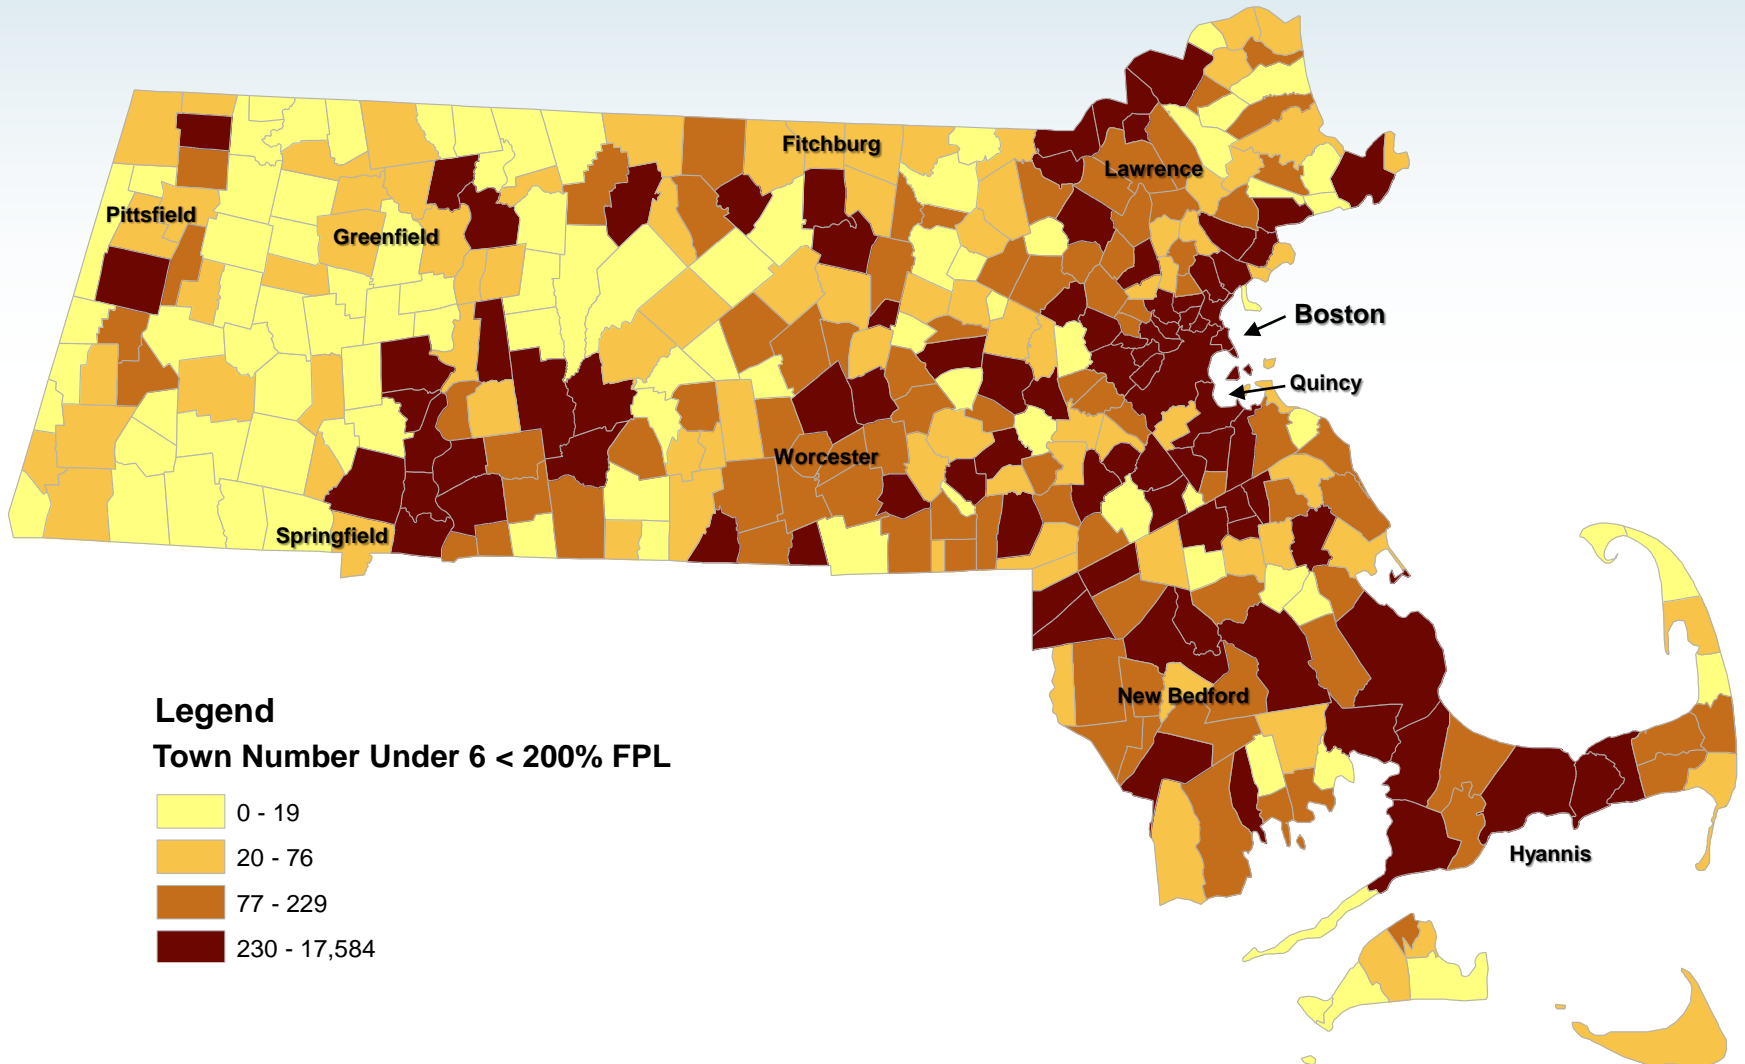 Fitchburg
Lawrence
Pittsfield
Greenfield
Boston
Quincy
Worcester
Springfield
New Bedford
Hyannis
Legend
Town Number Under 6 < 200% FPL
0 - 19
20 - 76
77 - 229
230 - 17,584